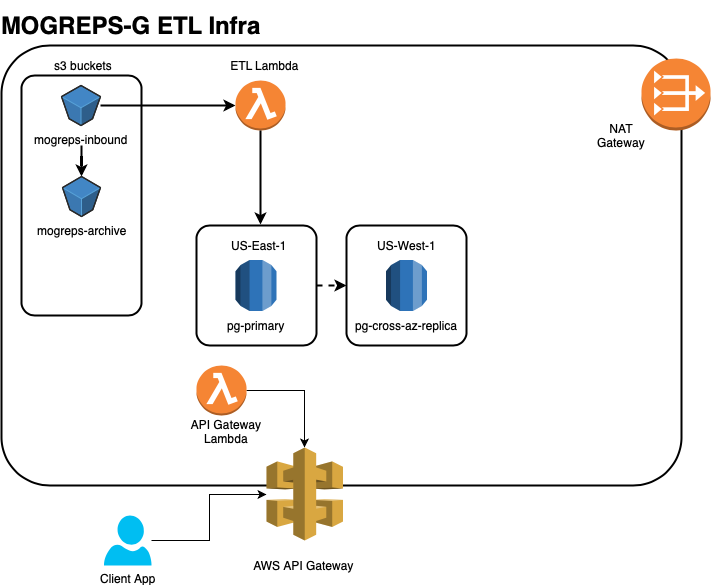 MOGREPS-G ETL Infra
s3 buckets
ETL Lambda
mogreps-inbound
NAT
Gateway
mogreps-archive
US-East-1
US-West-1
pg-primary
pg-cross-az-replica
API Gateway
Lambda
AWS API Gateway
Client App